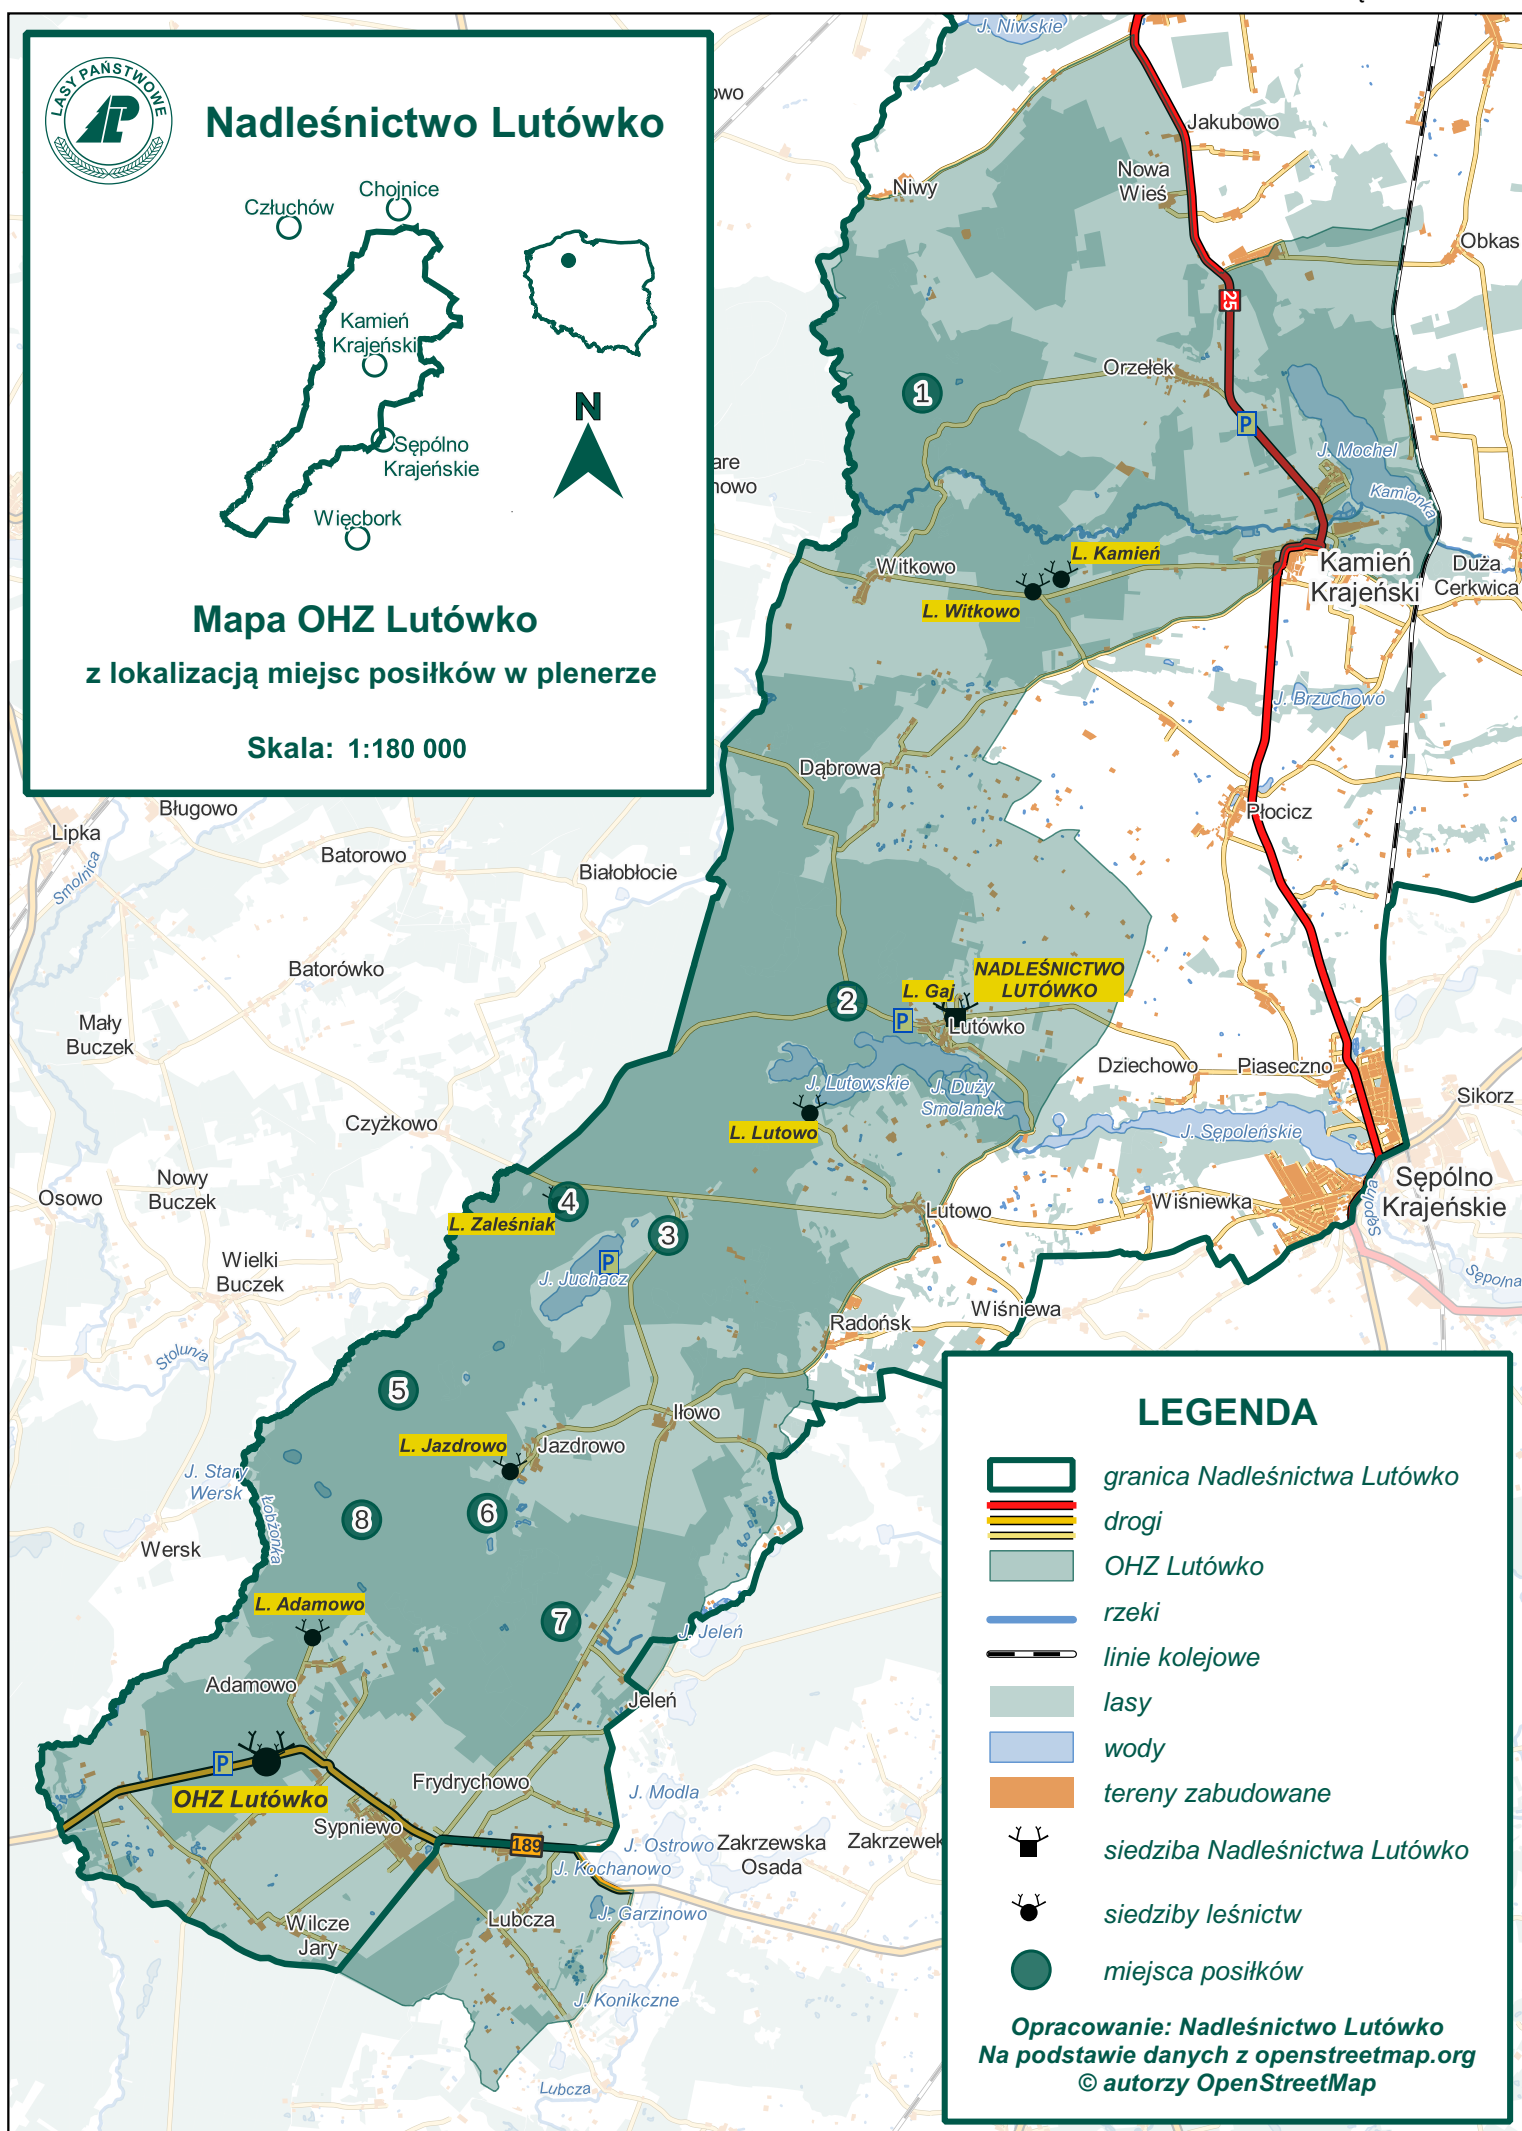 LASY PAŃSTWOWE
LP
Nadleśnictwo Lutówko
Chojnice
Człuchów
Kamień
Krajeński
Sępólno
Krajeńskie
Więcbork
N
Mapa OHZ Lutówko
z lokalizacją miejsc posiłków w plenerze
Skala: 1:180 000
J. Niwskie
Jakubowo
Nowa
Wieś
Niwy
Obkas
25
Orzełek
1
P
J. Mochel
Kamionka
Witkowo
L. Kamień
L. Witkowo
Kamień
Krajeński
Duża
Cerkwica
J. Brzuchowo
Dąbrowa
Płocicz
Bługowo
Lipka
Smolnica
Batorowo
Białobłocie
Batorówko
Mały
Buczek
NADLEŚNICTWO
LUTÓWKO
L. Gaj
2
P
Lutówko
J. Lutowskie
J. Duży
Smolanek
Dziechowo
Piaseczno
Sikorz
J. Sępoleńskie
L. Lutowo
Czyżkowo
Nowy
Buczek
Osowo
4
L. Zaleśniak
3
P
J. Juchacz
Lutowo
Wiśniewka
Sępólno
Krajeńskie
Sępolna
Sępolna
Wielki
Buczek
Wiśniewa
Radońsk
Stolunia
5
Iłowo
L. Jazdrowo
Jazdrowo
J. Stary
Wersk
Łobżonka
8
6
Wersk
L. Adamowo
7
J. Jeleń
Adamowo
Jeleń
P
OHZ Lutówko
Frydrychowo
J. Modla
Sypniewo
189
J. Ostrowo
J. Kochanowo
Zakrzewska
Osada
Zakrzewek
Wilcze
Jary
Lubcza
J. Garzinowo
J. Konikczne
Lubcza
LEGENDA
granica Nadleśnictwa Lutówko
drogi
OHZ Lutówko
rzeki
linie kolejowe
lasy
wody
tereny zabudowane
siedziba Nadleśnictwa Lutówko
siedziby leśnictw
miejsca posiłków
Opracowanie: Nadleśnictwo Lutówko
Na podstawie danych z openstreetmap.org
© autorzy OpenStreetMap